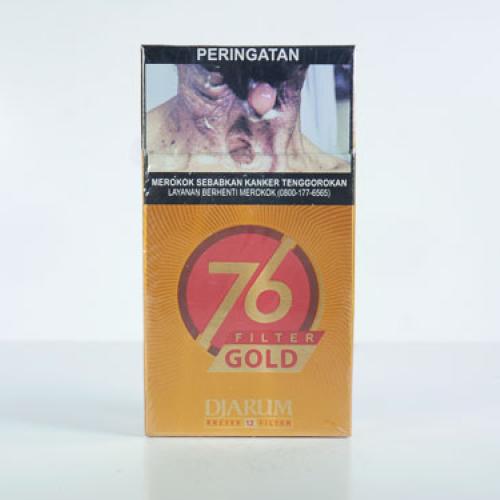 PERINGATAN
MEROKOK SEBABKAN KANKER TENGGOROKAN
LAYANAN BERHENTI MEROKOK (0800-177-6565)
76
FILTER
GOLD
DJARUM
KRETEK 12 FILTER